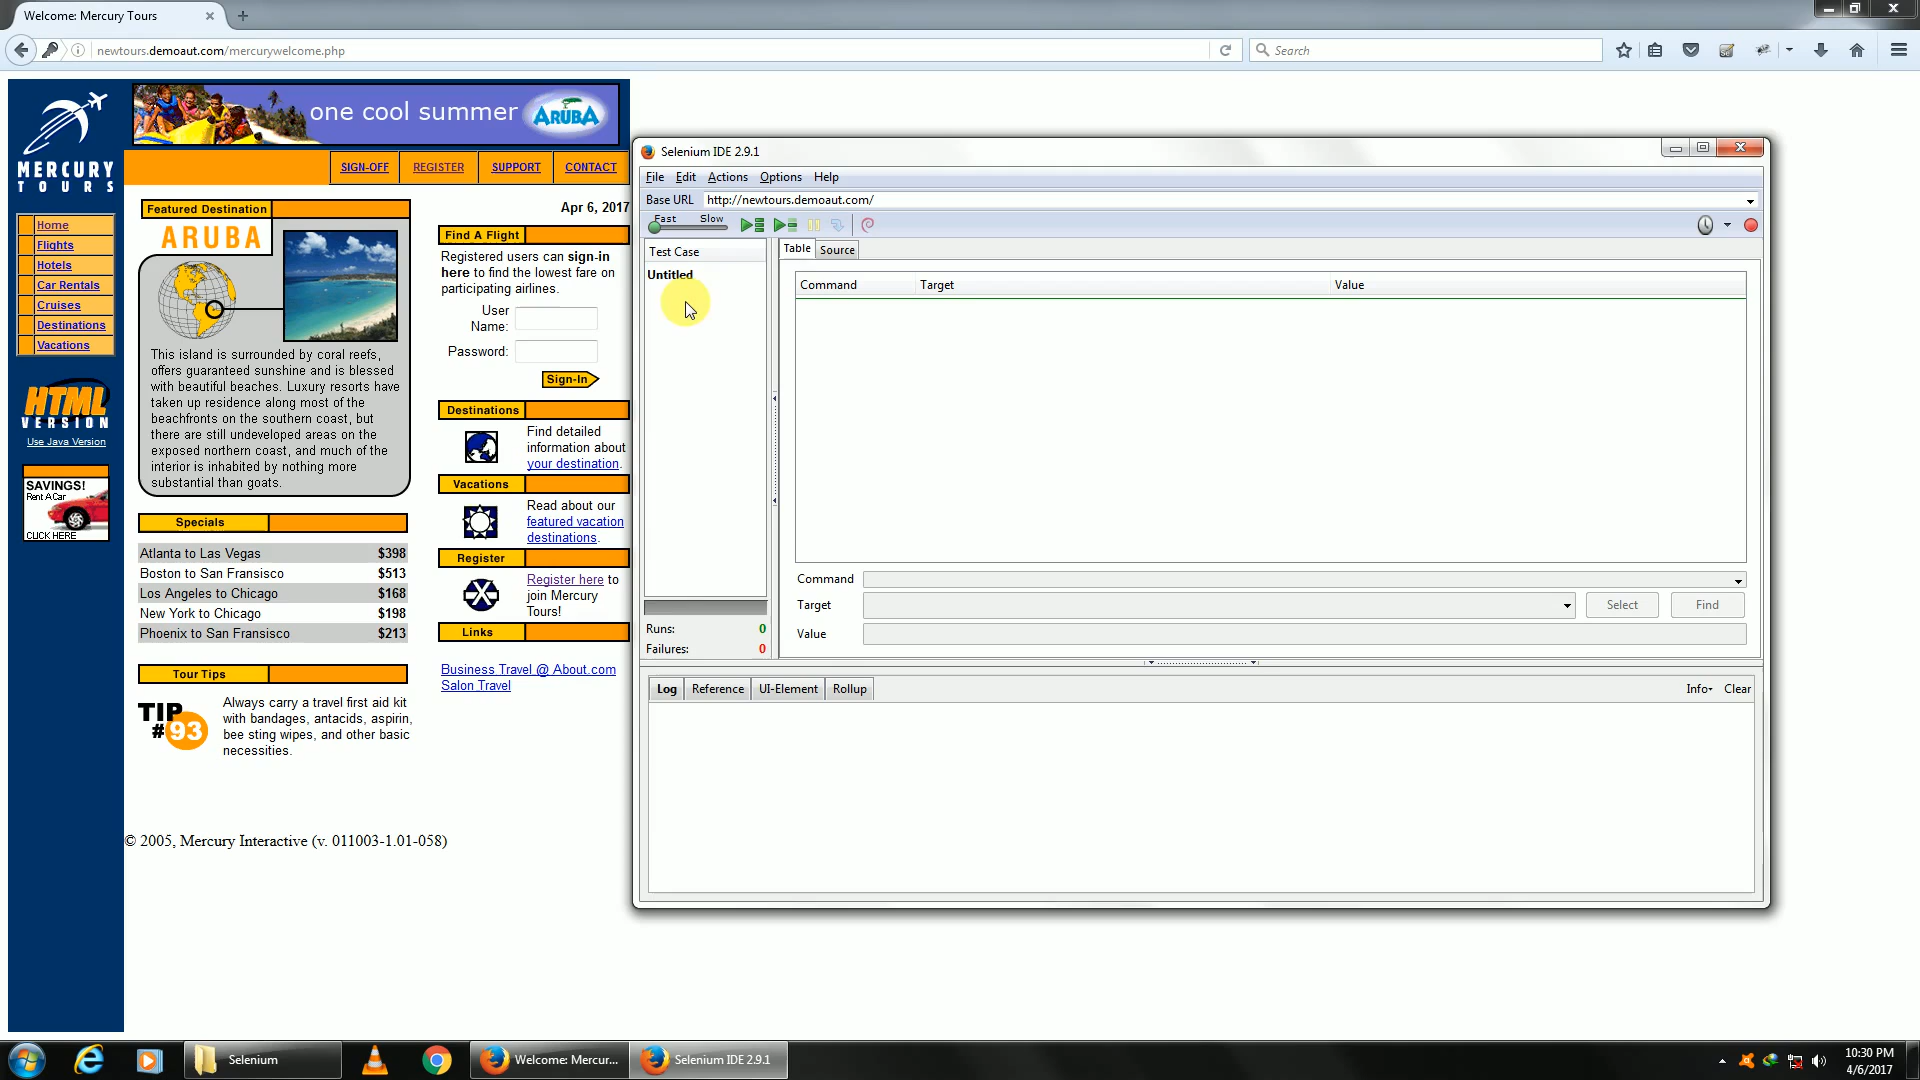 Welcome: Mercury Tours
newtours.demoaut.com/mercurywelcome.php
Search
one cool summer
ARUBA
MERCURY
TOURS
SIGN-OFF
REGISTER
SUPPORT
CONTACT
Home
Flights
Hotels
Car Rentals
Cruises
Destinations
Vacations
HTML
VERSION
Use Java Version
SAVINGS!
Rent A Car
CLICK HERE
Featured Destination
ARUBA
This island is surrounded by coral reefs,
offers guaranteed sunshine and is blessed
with beautiful beaches. Luxury resorts have
taken up residence along most of the
beachfronts on the southern coast, but
there are still undeveloped areas on the
exposed northern coast, and much of the
interior is inhabited by nothing more
substantial than goats.
Specials
Atlanta to Las Vegas $398
Boston to San Fransisco $513
Los Angeles to Chicago $168
New York to Chicago $198
Phoenix to San Fransisco $213
Tour Tips
TIP
#93
Always carry a travel first aid kit
with bandages, antacids, aspirin,
bee sting wipes, and other basic
necessities.
Apr 6, 2017
Find A Flight
Registered users can sign-in
here to find the lowest fare on
participating airlines.
User
Name:
Password:
Sign-In
Destinations
Find detailed
information about
your destination.
Vacations
Read about our
featured vacation
destinations.
Register
Register here to
join Mercury
Tours!
Links
Business Travel @ About.com
Salon Travel
© 2005, Mercury Interactive (v. 011003-1.01-058)
Selenium IDE 2.9.1
File Edit Actions Options Help
Base URL http://newtours.demoaut.com/
Fast Slow
Test Case
Untitled
Runs: 0
Failures: 0
Table Source
Command Target Value
Command
Target
Select
Find
Value
Log Reference UI-Element Rollup
Info Clear
Selenium
Welcome: Mercur...
Selenium IDE 2.9.1
10:30 PM
4/6/2017